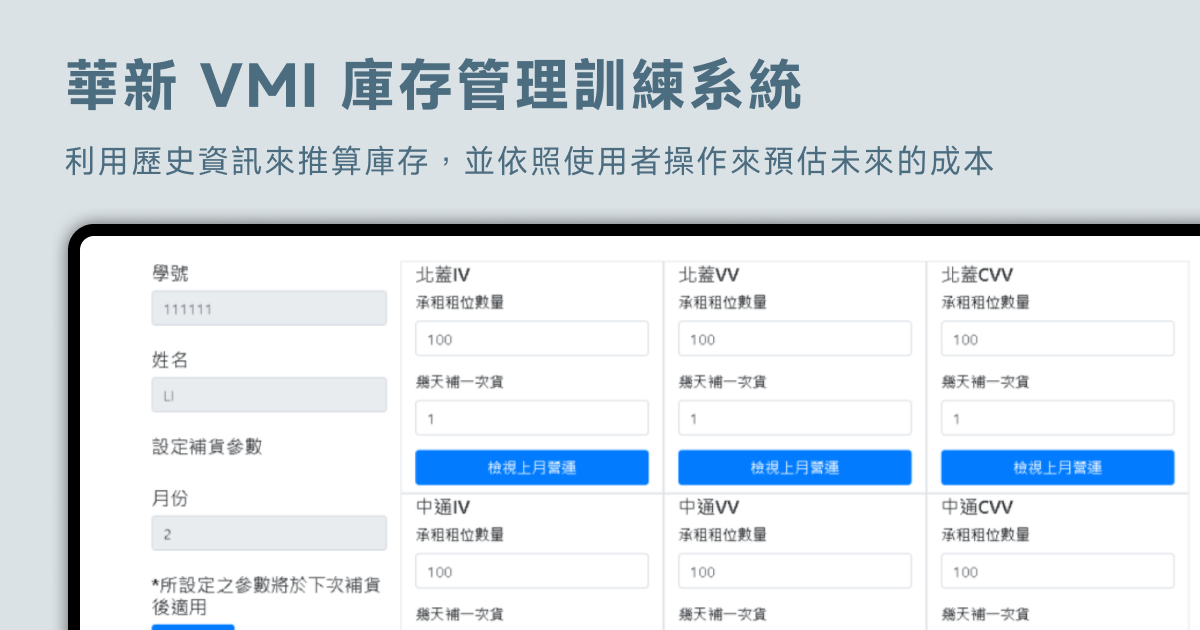 華新 VMI 庫存管理訓練系統
利用歷史資訊來推算庫存，並依照使用者操作來預估未來的成本
學號
111111
姓名
LI
設定補貨參數
月份
2
*所設定之參數將於下次補貨
後適用
北蓋IV
承租租位數量
100
幾天補一次貨
1
檢視上月營運
北蓋VV
承租租位數量
100
幾天補一次貨
1
檢視上月營運
北蓋CVV
承租租位數量
100
幾天補一次貨
1
檢視上月營運
中通IV
承租租位數量
100
幾天補一次貨
中通VV
承租租位數量
100
幾天補一次貨
中通CVV
承租租位數量
100
幾天補一次貨